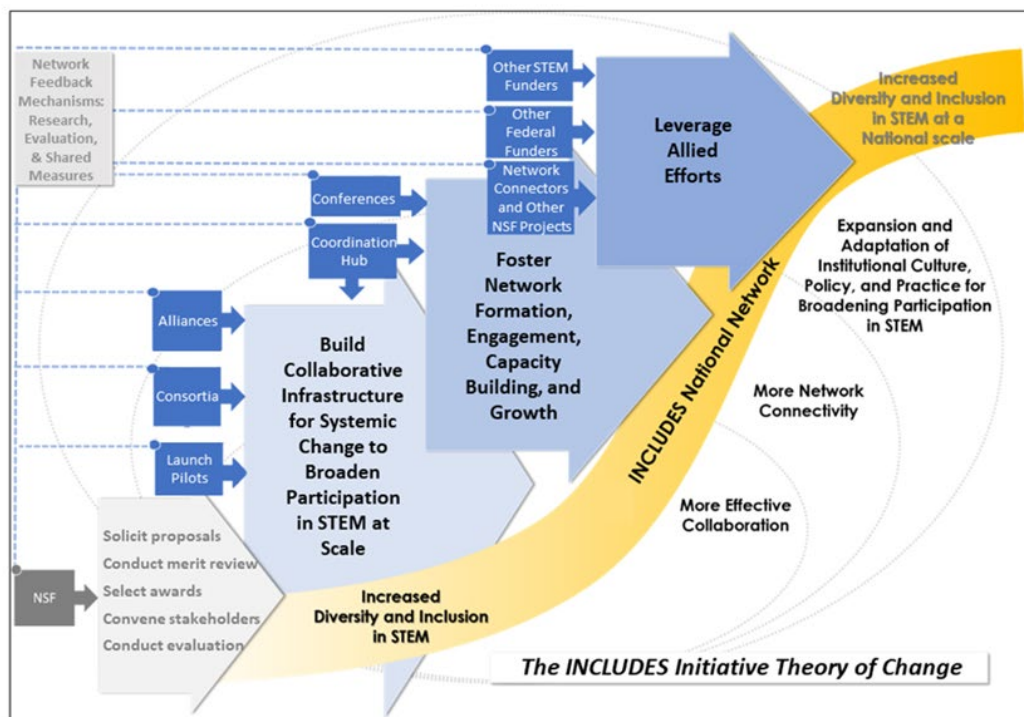 Network
Feedback
Mechanisms:
Research,
Evaluation,
& Shared
Measures
Other STEM
Funders
Other
Federal
Funders
Network
Connectors
and Other
NSF Projects
Leverage
Allied
Efforts
Increased
Diversity and Inclusion
in STEM at a
National scale
Conferences
Coordination
Hub
Foster
Network
Formation,
Engagement,
Capacity
Building, and
Growth
Expansion and
Adaptation of
Institutional Culture,
Policy, and Practice for
Broadening Participation
in STEM
Alliances
Consortia
Launch
Pilots
Build
Collaborative
Infrastructure
for Systemic
Change to
Broaden
Participation
in STEM at
Scale
INCLUDES National Network
More Network
Connectivity
More Effective
Collaboration
NSF
Solicit proposals
Conduct merit review
Select awards
Convene stakeholders
Conduct evaluation
Increased
Diversity and Inclusion
in STEM
The INCLUDES Initiative Theory of Change